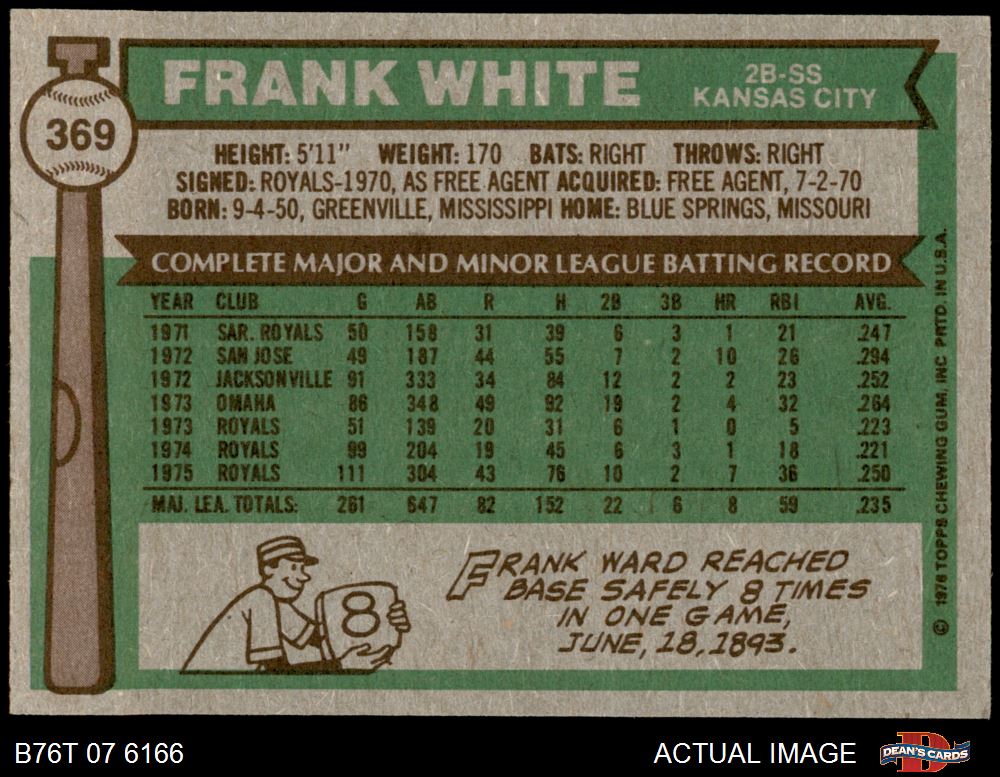 FRANK WHITE
2B-SS
KANSAS CITY
369
HEIGHT: 5'11" WEIGHT: 170 BATS: RIGHT THROWS: RIGHT
SIGNED: ROYALS-1970, AS FREE AGENT ACQUIRED: FREE AGENT, 7-2-70
BORN: 9-4-50, GREENVILLE, MISSISSIPPI HOME: BLUE SPRINGS, MISSOURI
COMPLETE MAJOR AND MINOR LEAGUE BATTING RECORD
YEAR CLUB G AB R H 2B 3B HR RBI AVG.
1971 SAR. ROYALS 50 158 31 39 6 3 1 21 .247
1972 SAN JOSE 49 187 44 55 7 2 10 26 .294
1972 JACKSONVILLE 91 333 34 84 12 2 2 23 .252
1973 OMAHA 86 348 49 92 19 2 4 32 .264
1973 ROYALS 51 139 20 31 6 1 0 5 .223
1974 ROYALS 99 204 19 45 6 3 1 18 .221
1975 ROYALS 111 304 43 76 10 2 7 36 .250
MAJ. LEA. TOTALS: 261 647 82 152 22 6 8 59 .235
© 1976 TOPPS CHEWING GUM, INC. PRTD. IN U.S.A.
8
FRANK WARD REACHED
BASE SAFELY 8 TIMES
IN ONE GAME,
JUNE, 18, 1893.
B76T 07 6166
ACTUAL IMAGE
D
DEAN'S CARDS